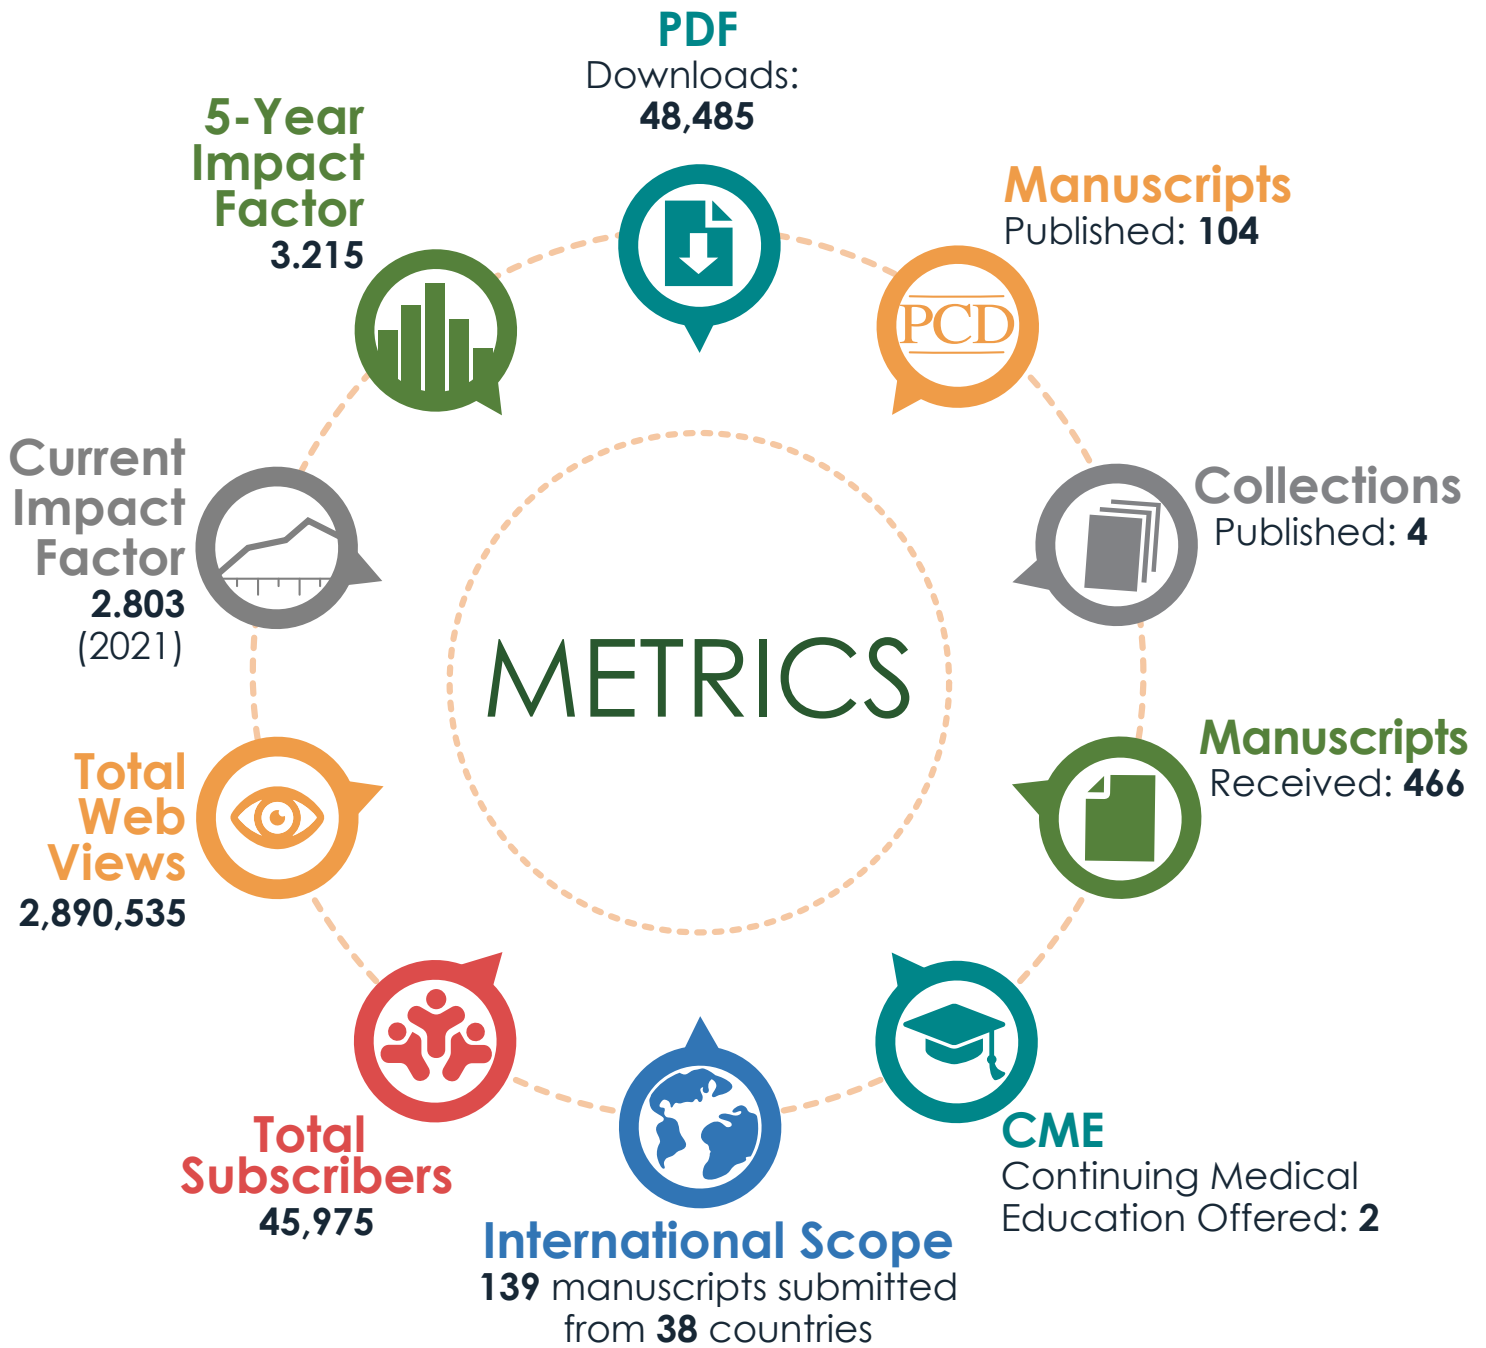 PDF
Downloads:
48,485
Manuscripts
Published: 104
PCD
Collections
Published: 4
Manuscripts
Received: 466
CME
Continuing Medical
Education Offered: 2
International Scope
139 manuscripts submitted
from 38 countries
Total
Subscribers
45,975
Total
Web
Views
2,890,535
Current
Impact
Factor
2.803
(2021)
5-Year
Impact
Factor
3.215
METRICS